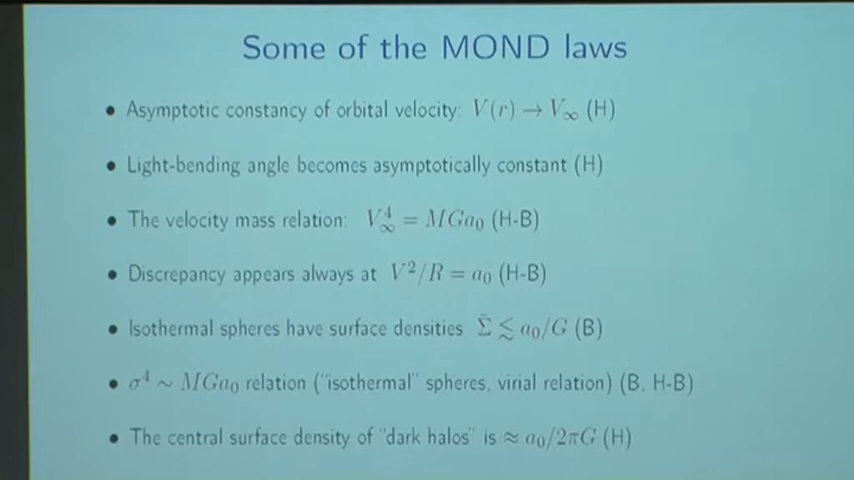 Some of the MOND laws
• Asymptotic constancy of orbital velocity: V(r) → V∞ (H)
• Light-bending angle becomes asymptotically constant (H)
• The velocity mass relation: V∞⁴ = MGa₀ (H-B)
• Discrepancy appears always at V²/R = a₀ (H-B)
• Isothermal spheres have surface densities Σ̄ ≲ a₀/G (B)
• σ⁴ ~ MGa₀ relation ("isothermal" spheres, virial relation) (B, H-B)
• The central surface density of "dark halos" is ≈ a₀/2πG (H)